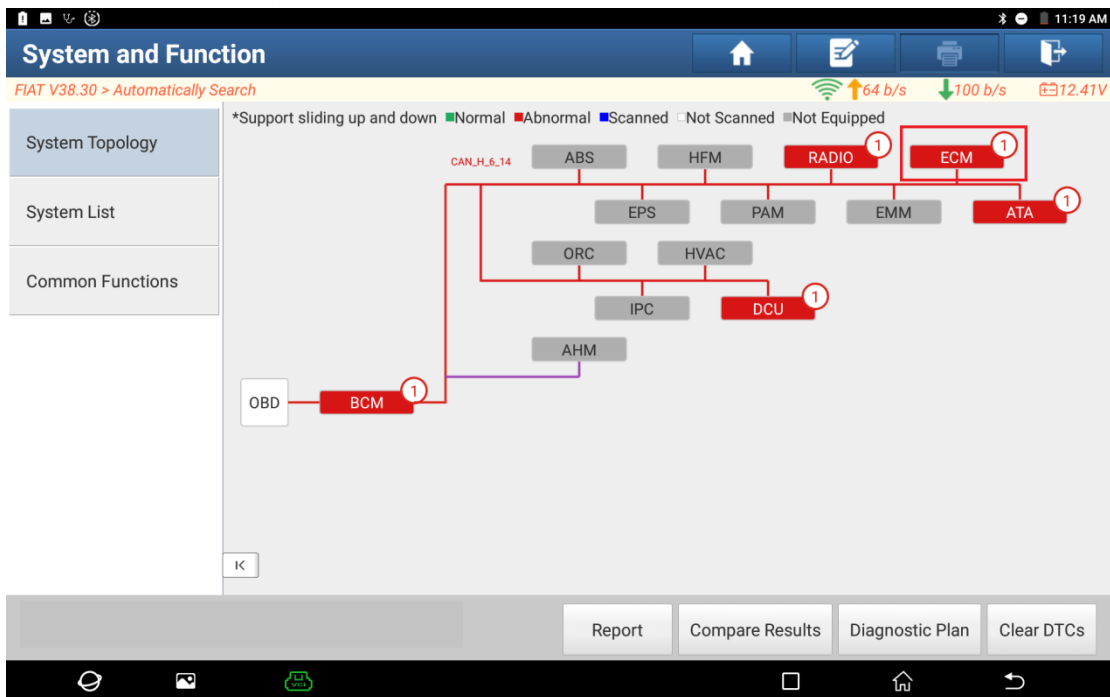 11:19 AM
System and Function
FIAT V38.30 > Automatically Search
64 b/s
100 b/s
12.41V
System Topology
System List
Common Functions
*Support sliding up and down ■Normal ■Abnormal ■Scanned □Not Scanned ■Not Equipped
CAN_H_6_14
ABS
HFM
RADIO
1
ECM
1
EPS
PAM
EMM
ATA
1
ORC
HVAC
IPC
DCU
1
AHM
OBD
BCM
1
Report
Compare Results
Diagnostic Plan
Clear DTCs
VCI